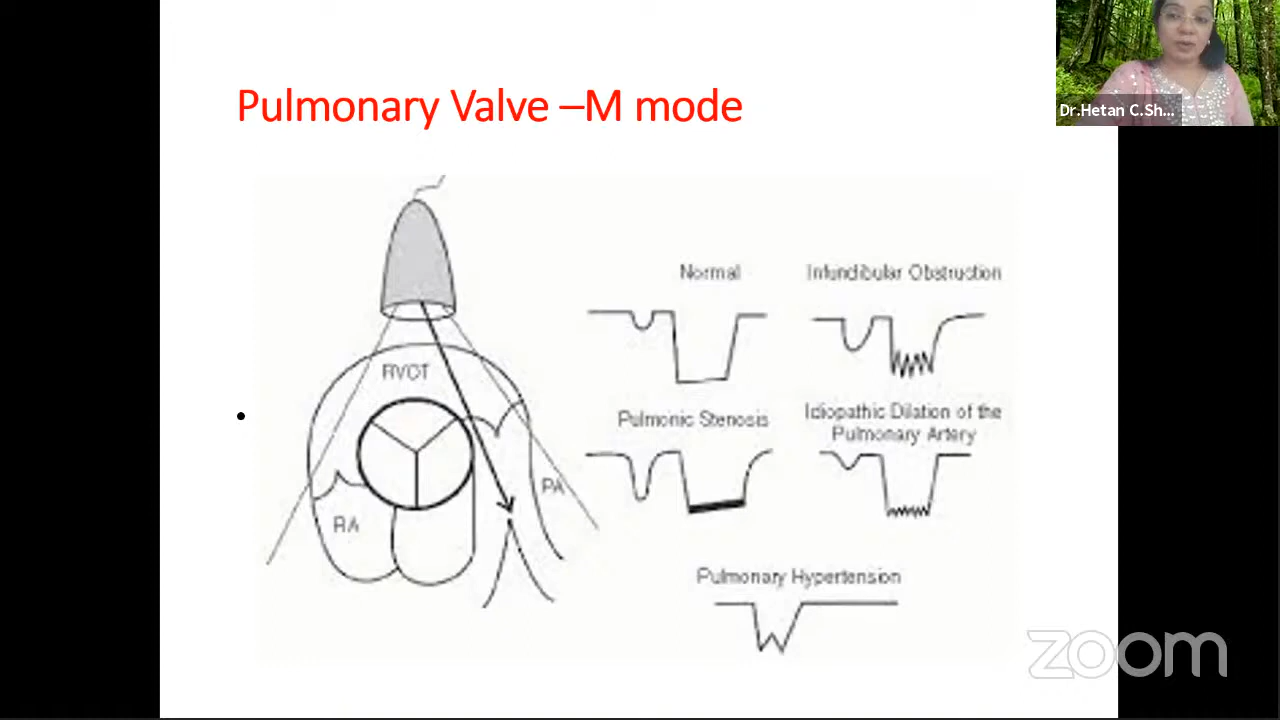 Pulmonary Valve –M mode
Dr.Hetan C.Sh...
RVOT
RA
PA
Normal
Infundibular Obstruction
Pulmonic Stenosis
Idiopathic Dilation of the
Pulmonary Artery
Pulmonary Hypertension
zoom